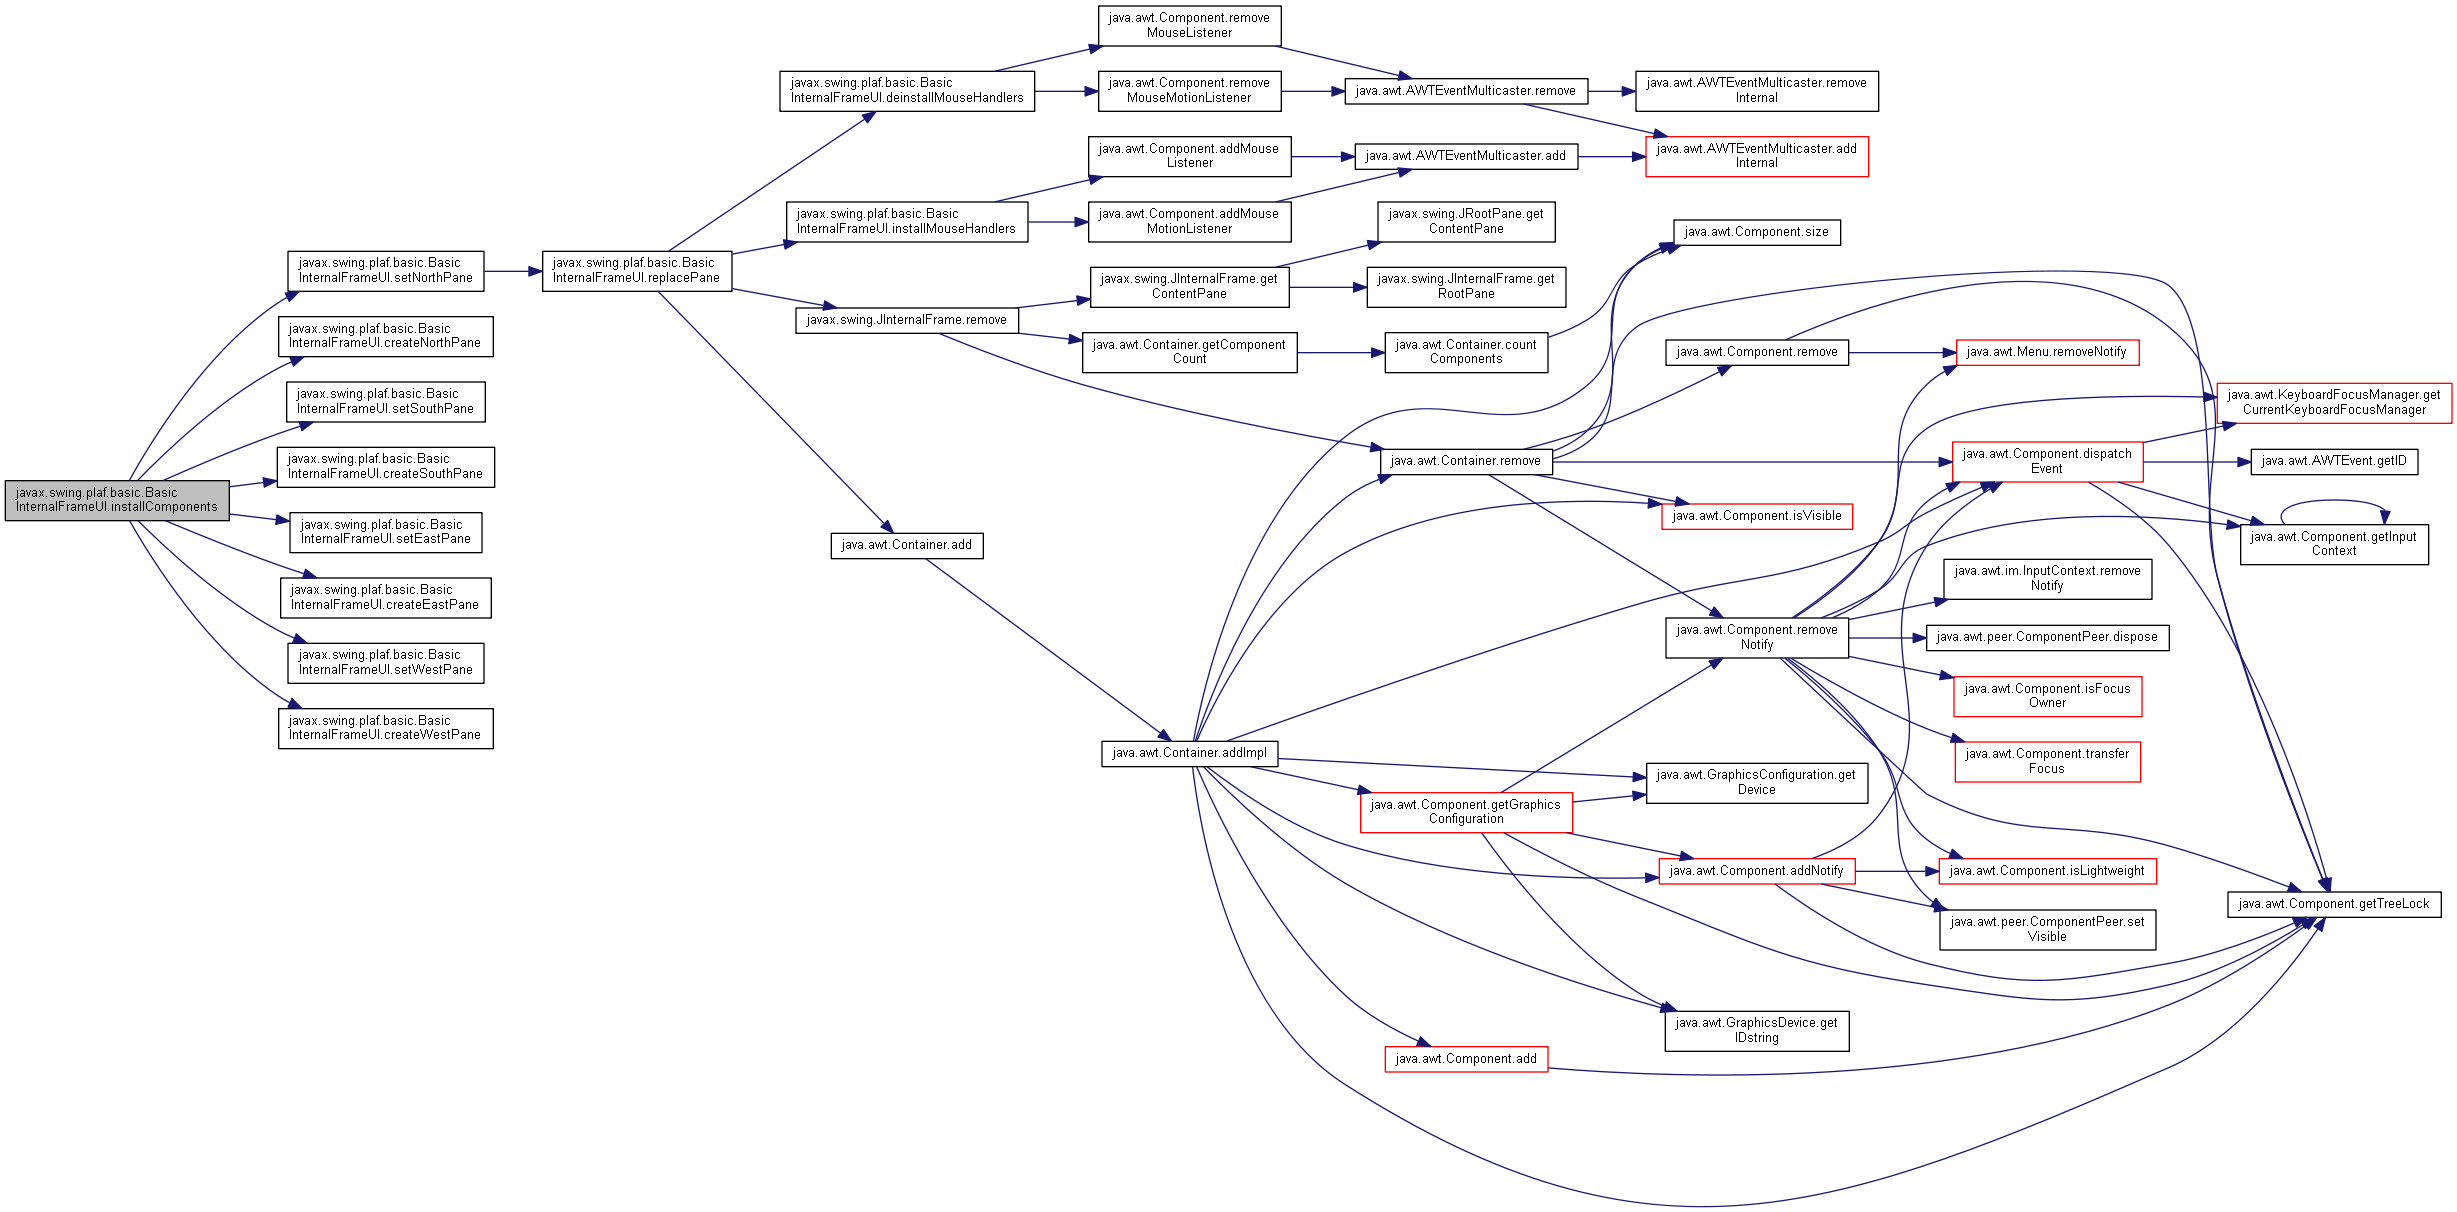 javax.swing.plaf.basic.Basic
InternalFrameUI.installComponents
javax.swing.plaf.basic.Basic
InternalFrameUI.setNorthPane
javax.swing.plaf.basic.Basic
InternalFrameUI.createNorthPane
javax.swing.plaf.basic.Basic
InternalFrameUI.setSouthPane
javax.swing.plaf.basic.Basic
InternalFrameUI.createSouthPane
javax.swing.plaf.basic.Basic
InternalFrameUI.setEastPane
javax.swing.plaf.basic.Basic
InternalFrameUI.createEastPane
javax.swing.plaf.basic.Basic
InternalFrameUI.setWestPane
javax.swing.plaf.basic.Basic
InternalFrameUI.createWestPane
javax.swing.plaf.basic.Basic
InternalFrameUI.replacePane
javax.swing.plaf.basic.Basic
InternalFrameUI.deinstallMouseHandlers
javax.swing.plaf.basic.Basic
InternalFrameUI.installMouseHandlers
javax.swing.JInternalFrame.remove
java.awt.Container.add
java.awt.Component.remove
MouseListener
java.awt.Component.remove
MouseMotionListener
java.awt.Component.addMouse
Listener
java.awt.Component.addMouse
MotionListener
javax.swing.JInternalFrame.get
ContentPane
java.awt.Container.getComponent
Count
java.awt.Container.addImpl
java.awt.AWTEventMulticaster.remove
java.awt.AWTEventMulticaster.add
javax.swing.JRootPane.get
ContentPane
javax.swing.JInternalFrame.get
RootPane
java.awt.Container.count
Components
java.awt.Container.remove
java.awt.Component.getGraphics
Configuration
java.awt.Component.add
java.awt.AWTEventMulticaster.remove
Internal
java.awt.AWTEventMulticaster.add
Internal
java.awt.Component.size
java.awt.Component.remove
java.awt.Component.isVisible
java.awt.Component.remove
Notify
java.awt.GraphicsConfiguration.get
Device
java.awt.Component.addNotify
java.awt.GraphicsDevice.get
IDstring
java.awt.Menu.removeNotify
java.awt.Component.dispatch
Event
java.awt.im.InputContext.remove
Notify
java.awt.peer.ComponentPeer.dispose
java.awt.Component.isFocus
Owner
java.awt.Component.transfer
Focus
java.awt.Component.isLightweight
java.awt.peer.ComponentPeer.set
Visible
java.awt.KeyboardFocusManager.get
CurrentKeyboardFocusManager
java.awt.AWTEvent.getID
java.awt.Component.getInput
Context
java.awt.Component.getTreeLock